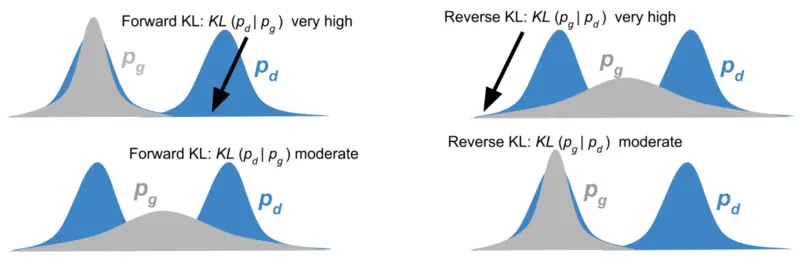 Forward KL: KL (p_d | p_g) very high
p_g
p_d
Forward KL: KL (p_d | p_g) moderate
p_g
p_d
Reverse KL: KL (p_g | p_d) very high
p_g
p_d
Reverse KL: KL (p_g | p_d) moderate
p_g
p_d